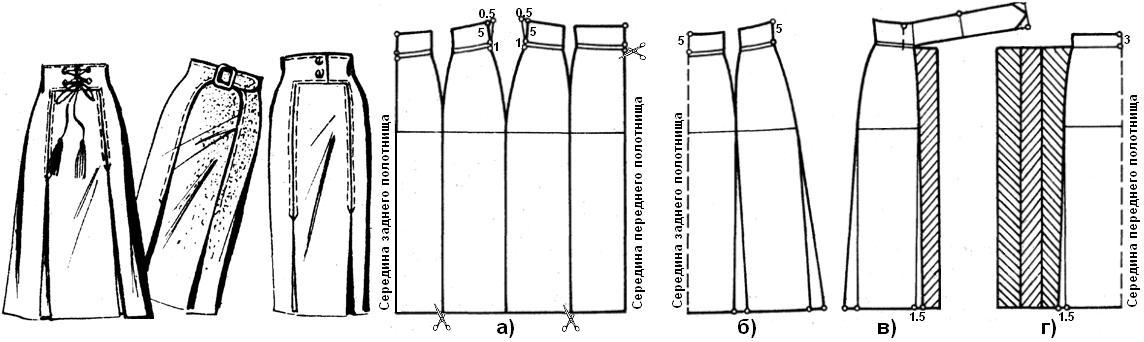 0.5
0.5
5
5
1
1
Середина заднего полотнища
Середина переднего полотнища
а)
5
5
Середина заднего полотнища
б)
1.5
в)
3
Середина переднего полотнища
1.5
г)